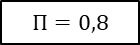 П = 0,8